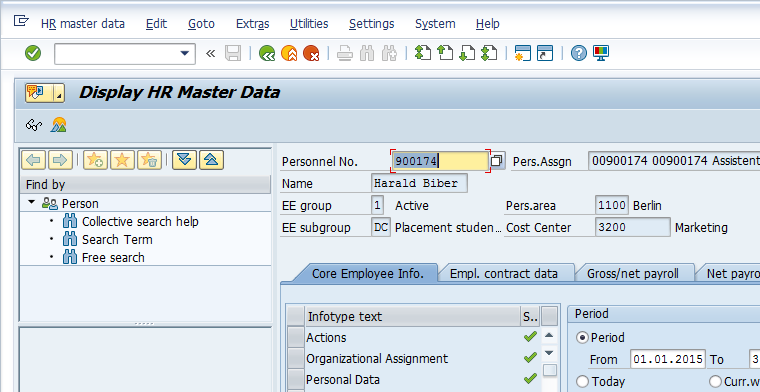 HR master data Edit Goto Extras Utilities Settings System Help
Display HR Master Data
Personnel No. 900174 Pers.Assgn 00900174 00900174 Assistent
Find by
Name Harald Biber
Person
EE group 1 Active Pers.area 1100 Berlin
Collective search help
EE subgroup DC Placement studen... Cost Center 3200 Marketing
Search Term
Free search
Core Employee Info. Empl. contract data Gross/net payroll Net payro
Infotype text S.. Period
Actions Period
Organizational Assignment From 01.01.2015 To 3
Personal Data Today Curr.w